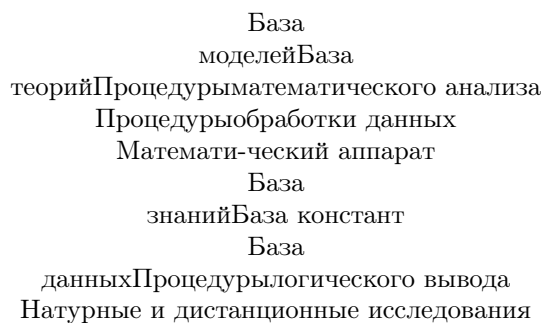 База
моделейБаза
теорийПроцедурыматематического анализа
Процедурыобработки данных
Математи-ческий аппарат
База
знанийБаза констант
База
данныхПроцедурылогического вывода
Натурные и дистанционные исследования